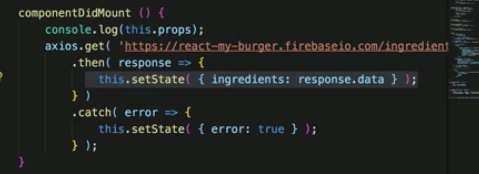 componentDidMount () {
console.log(this.props);
axios.get( 'https://react-my-burger.firebaseio.com/ingredient
.then( response => {
this.setState( { ingredients: response.data } );
} )
.catch( error => {
this.setState( { error: true } );
} );
}